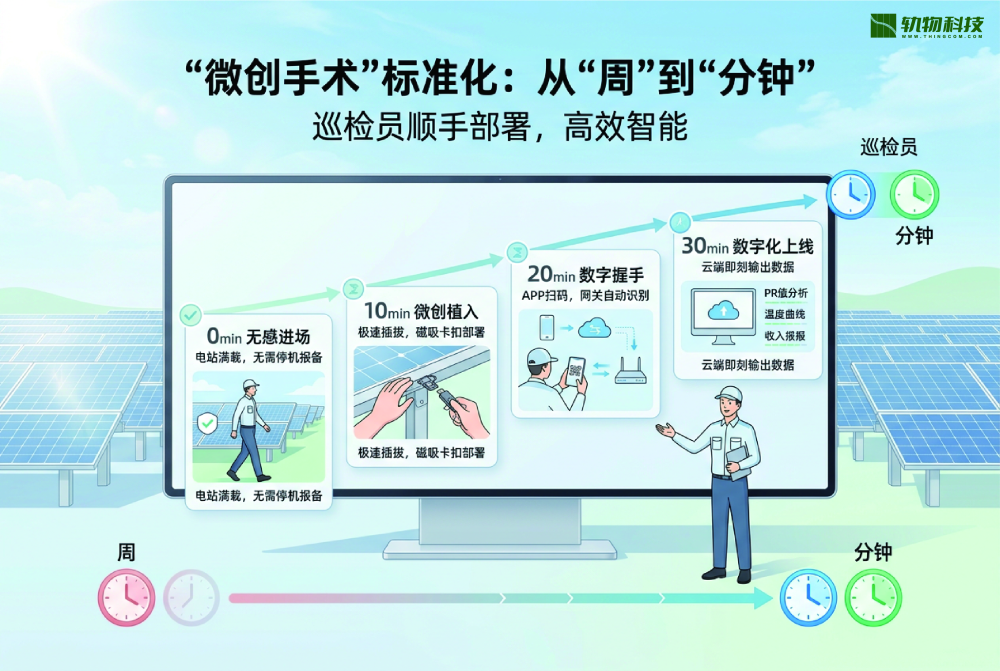 轨物科技
WWW.THINGCOM.COM
“微创手术”标准化：从“周”到“分钟”
巡检员顺手部署，高效智能
巡检员
分钟
0min 无感进场
电站满载，无需停机报备
电站满载，无需停机报备
10min 微创植入
极速插拔，磁吸卡扣部署
极速插拔，磁吸卡扣部署
20min 数字握手
APP扫码，网关自动识别
30min 数字化上线
云端即刻输出数据
PR值分析
温度曲线
收入报报
云端即刻输出数据
周
分钟